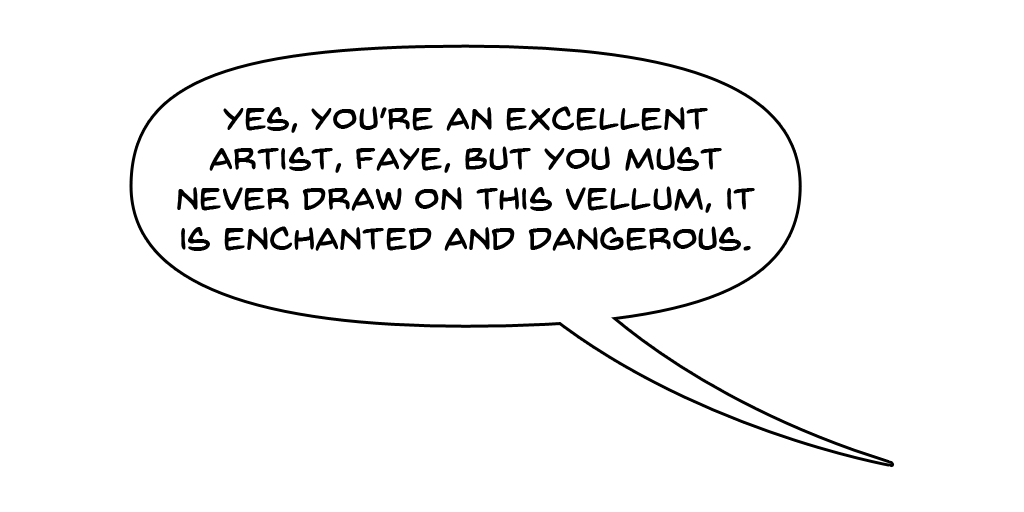 YES, YOU'RE AN EXCELLENT
ARTIST, FAYE, BUT YOU MUST
NEVER DRAW ON THIS VELLUM, IT
IS ENCHANTED AND DANGEROUS.